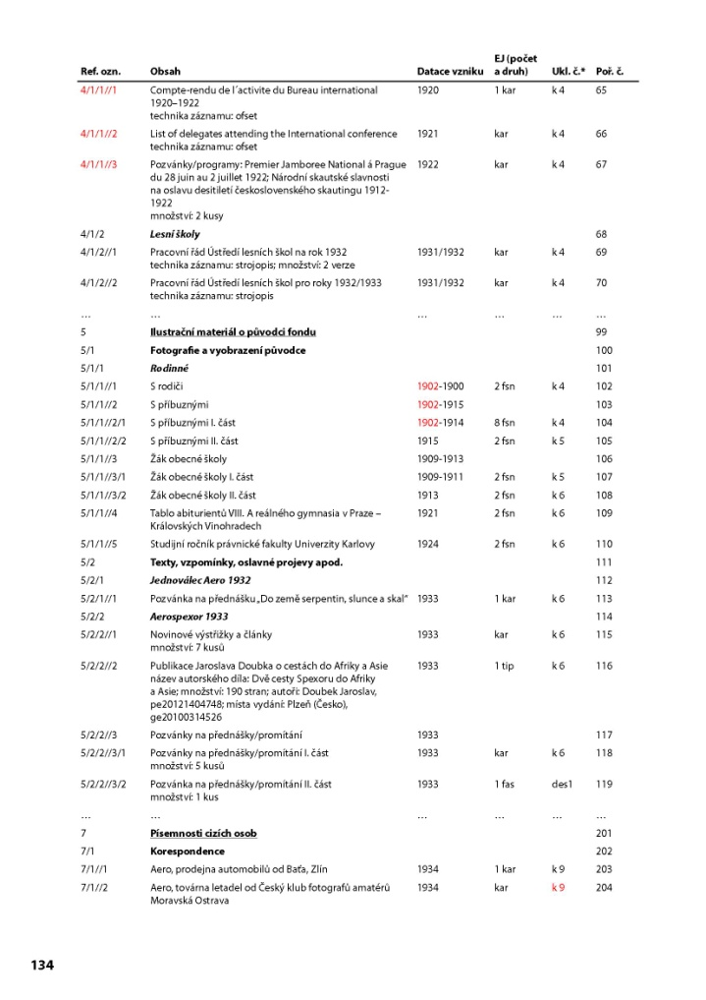 Ref. ozn. Obsah Datace vzniku EJ (počet a druh) Ukl. č.* Poř. č.
4/1/1//1 Compte-rendu de l´activite du Bureau international 1920 1 kar k 4 65
1920–1922
technika záznamu: ofset
4/1/1//2 List of delegates attending the International conference 1921 kar k 4 66
technika záznamu: ofset
4/1/1//3 Pozvánky/programy: Premier Jamboree National á Prague 1922 kar k 4 67
du 28 juin au 2 juillet 1922; Národní skautské slavnosti
na oslavu desitiletí československého skautingu 1912-
1922
množství: 2 kusy
4/1/2 Lesní školy 68
4/1/2//1 Pracovní řád Ústředí lesních škol na rok 1932 1931/1932 kar k 4 69
technika záznamu: strojopis; množství: 2 verze
4/1/2//2 Pracovní řád Ústředí lesních škol pro roky 1932/1933 1931/1932 kar k 4 70
technika záznamu: strojopis
… … … … … …
5 Ilustrační materiál o původci fondu 99
5/1 Fotografie a vyobrazení původce 100
5/1/1 Rodinné 101
5/1/1//1 S rodiči 1902-1900 2 fsn k 4 102
5/1/1//2 S příbuznými 1902-1915 103
5/1/1//2/1 S příbuznými I. část 1902-1914 8 fsn k 4 104
5/1/1//2/2 S příbuznými II. část 1915 2 fsn k 5 105
5/1/1//3 Žák obecné školy 1909-1913 106
5/1/1//3/1 Žák obecné školy I. část 1909-1911 2 fsn k 5 107
5/1/1//3/2 Žák obecné školy II. část 1913 2 fsn k 6 108
5/1/1//4 Tablo abiturientů VIII. A reálného gymnasia v Praze – 1921 2 fsn k 6 109
Královských Vinohradech
5/1/1//5 Studijní ročník právnické fakulty Univerzity Karlovy 1924 2 fsn k 6 110
5/2 Texty, vzpomínky, oslavné projevy apod. 111
5/2/1 Jednoválec Aero 1932 112
5/2/1//1 Pozvánka na přednášku „Do země serpentin, slunce a skal“ 1933 1 kar k 6 113
5/2/2 Aerospexor 1933 114
5/2/2//1 Novinové výstřižky a články 1933 kar k 6 115
množství: 7 kusů
5/2/2//2 Publikace Jaroslava Doubka o cestách do Afriky a Asie 1933 1 tip k 6 116
název autorského díla: Dvě cesty Spexoru do Afriky
a Asie; množství: 190 stran; autoři: Doubek Jaroslav,
pe20121404748; místa vydání: Plzeň (Česko),
ge20100314526
5/2/2//3 Pozvánky na přednášky/promítání 1933 117
5/2/2//3/1 Pozvánky na přednášky/promítání I. část 1933 kar k 6 118
množství: 5 kusů
5/2/2//3/2 Pozvánka na přednášky/promítání II. část 1933 1 fas des1 119
množství: 1 kus
… … … … … …
7 Písemnosti cizích osob 201
7/1 Korespondence 202
7/1//1 Aero, prodejna automobilů od Baťa, Zlín 1934 1 kar k 9 203
7/1//2 Aero, továrna letadel od Český klub fotografů amatérů 1934 kar k 9 204
Moravská Ostrava
134